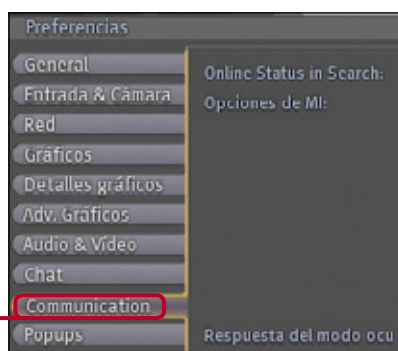 Preferencias
General
Entrada & Cámara
Red
Gráficos
Detalles gráficos
Adv. Gráficos
Audio & Vídeo
Chat
Communication
Popups
Online Status in Search:
Opciones de MI:
Respuesta del modo ocu